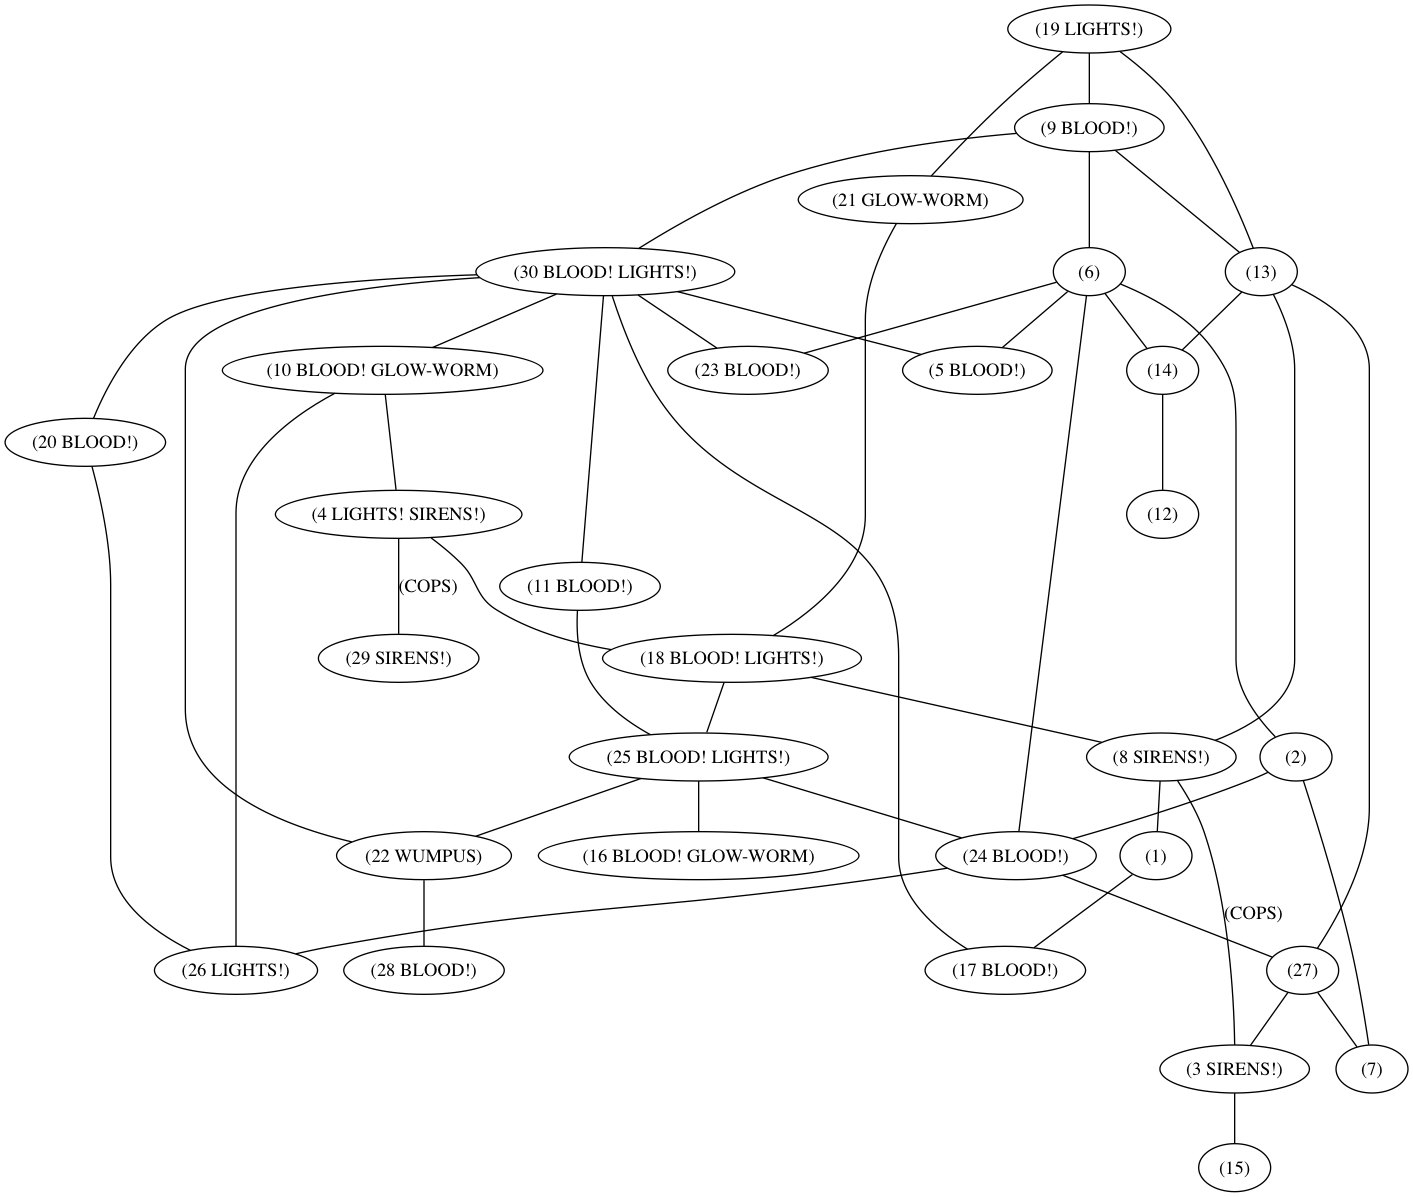 (19 LIGHTS!)
(9 BLOOD!)
(21 GLOW-WORM)
(30 BLOOD! LIGHTS!)
(6)
(13)
(10 BLOOD! GLOW-WORM)
(23 BLOOD!)
(5 BLOOD!)
(14)
(20 BLOOD!)
(4 LIGHTS! SIRENS!)
(12)
(COPS)
(11 BLOOD!)
(29 SIRENS!)
(18 BLOOD! LIGHTS!)
(25 BLOOD! LIGHTS!)
(8 SIRENS!)
(2)
(22 WUMPUS)
(16 BLOOD! GLOW-WORM)
(24 BLOOD!)
(1)
(COPS)
(26 LIGHTS!)
(28 BLOOD!)
(17 BLOOD!)
(27)
(3 SIRENS!)
(7)
(15)